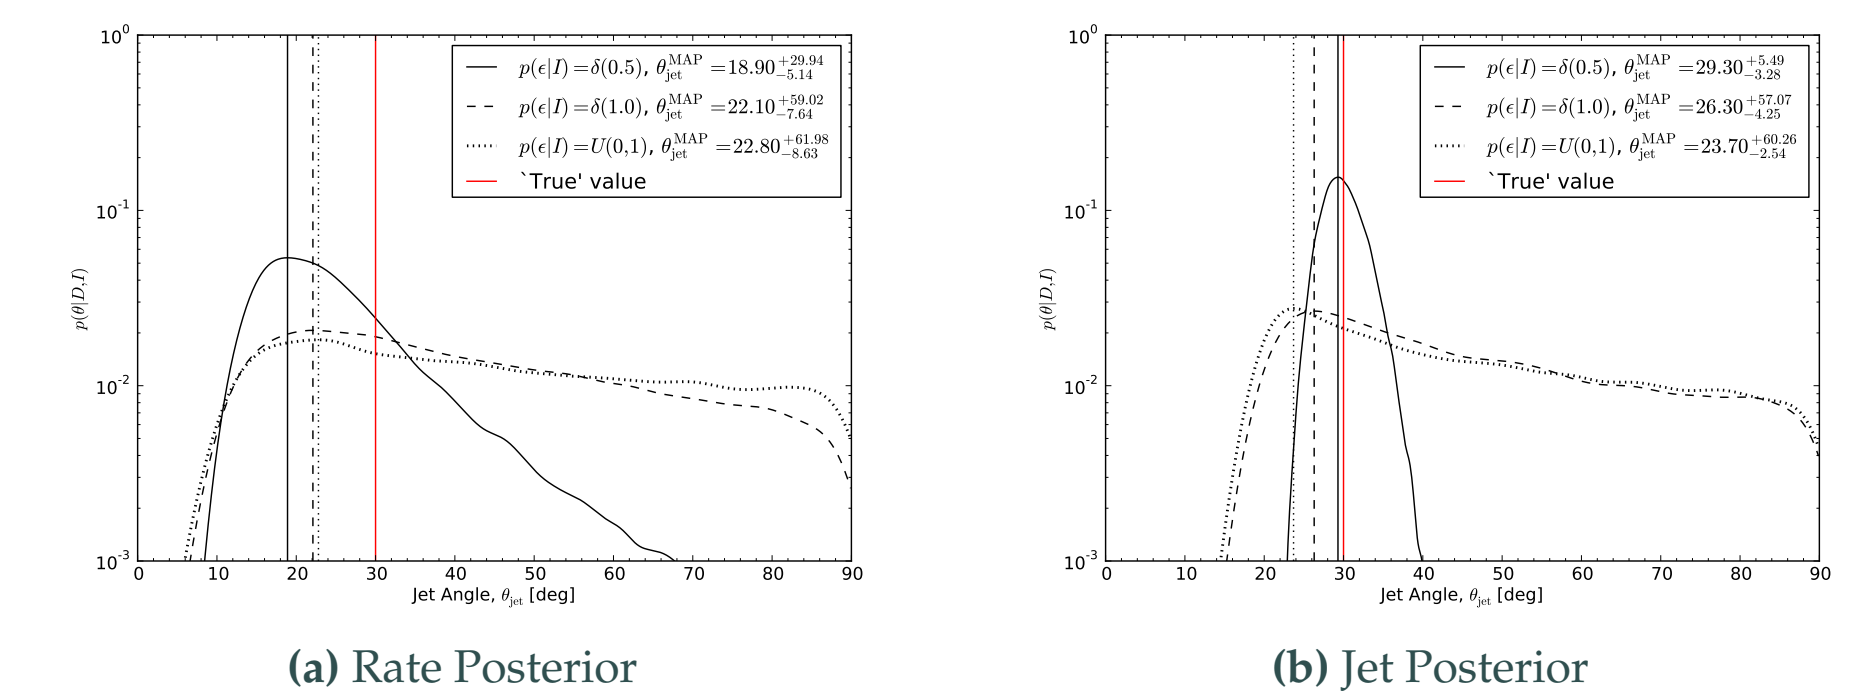 10^0
10^-1
10^-2
10^-3
p(θ|D,I)
p(ϵ|I)=δ(0.5), θ_jet^MAP=18.90^{+29.94}_{-5.14}
p(ϵ|I)=δ(1.0), θ_jet^MAP=22.10^{+59.02}_{-7.64}
p(ϵ|I)=U(0,1), θ_jet^MAP=22.80^{+61.98}_{-8.63}
`True' value
0 10 20 30 40 50 60 70 80 90
Jet Angle, θ_jet [deg]
(a) Rate Posterior
10^0
10^-1
10^-2
10^-3
p(θ|D,I)
p(ϵ|I)=δ(0.5), θ_jet^MAP=29.30^{+5.49}_{-3.28}
p(ϵ|I)=δ(1.0), θ_jet^MAP=26.30^{+57.07}_{-4.25}
p(ϵ|I)=U(0,1), θ_jet^MAP=23.70^{+60.26}_{-2.54}
`True' value
0 10 20 30 40 50 60 70 80 90
Jet Angle, θ_jet [deg]
(b) Jet Posterior